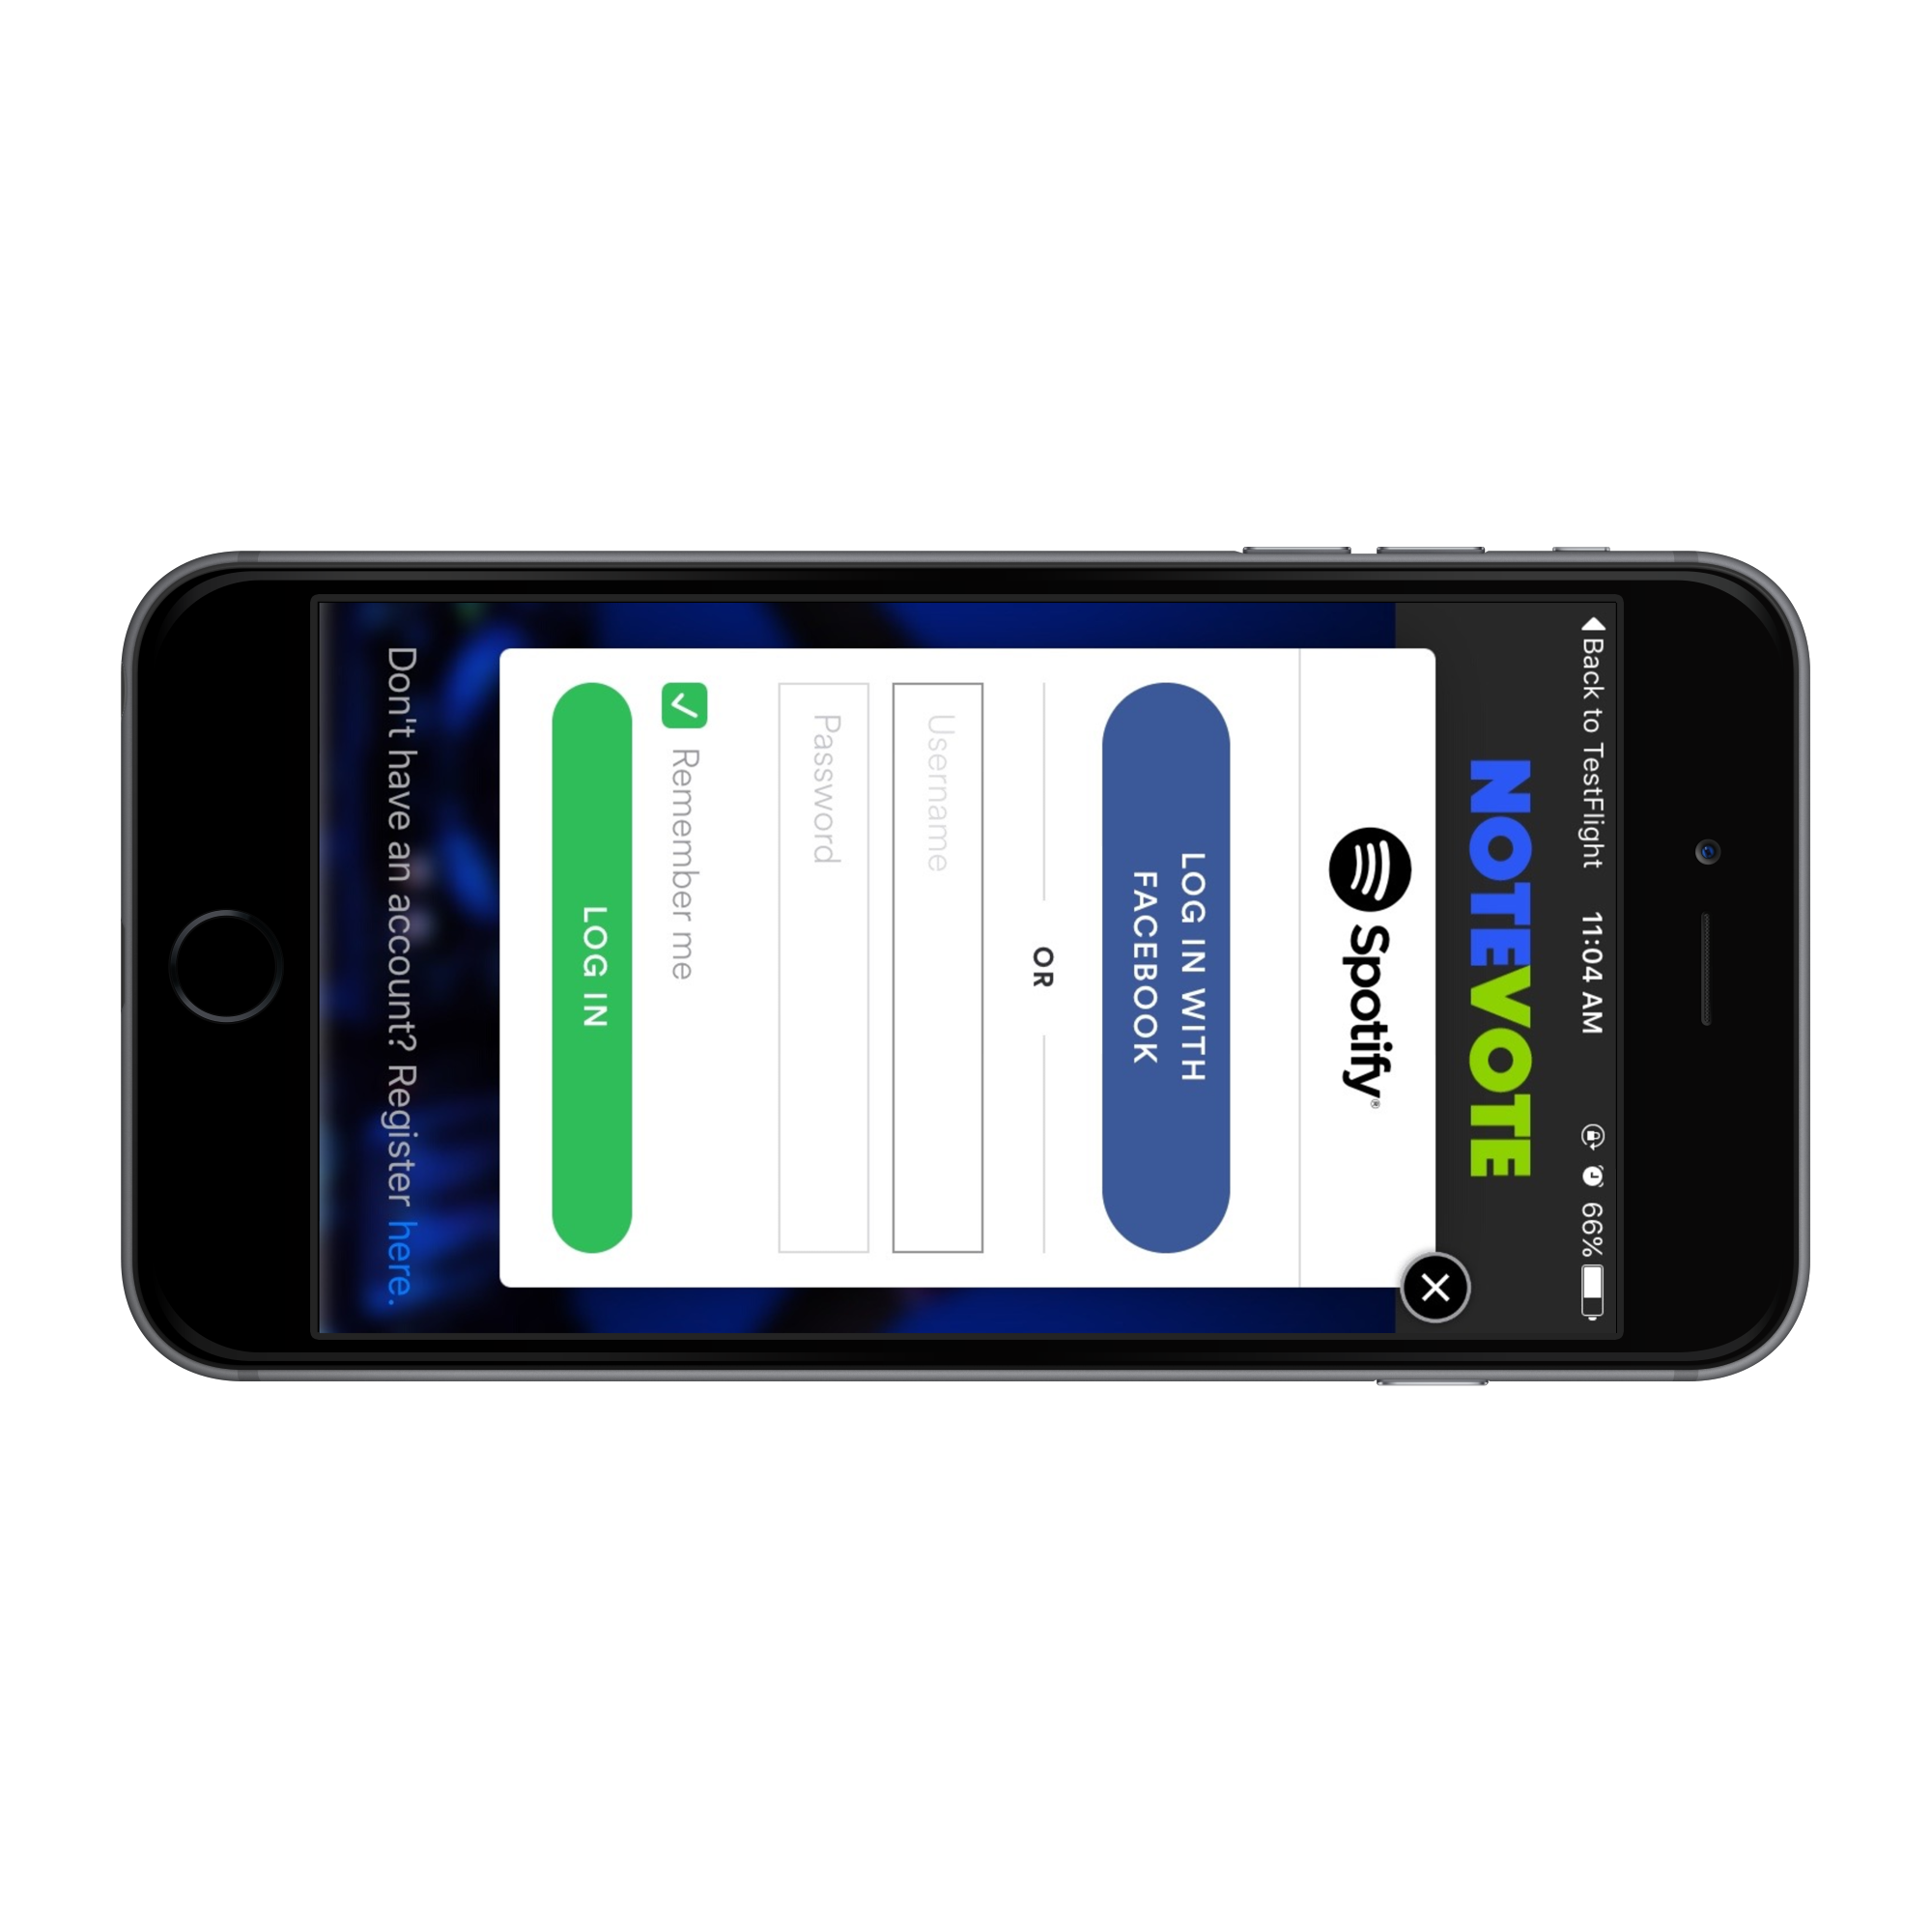 Back to TestFlight 11:04 AM 66%
NOTEVOTE
Spotify®
LOG IN WITH
FACEBOOK
OR
Username
Password
Remember me
LOG IN
Don't have an account? Register here.